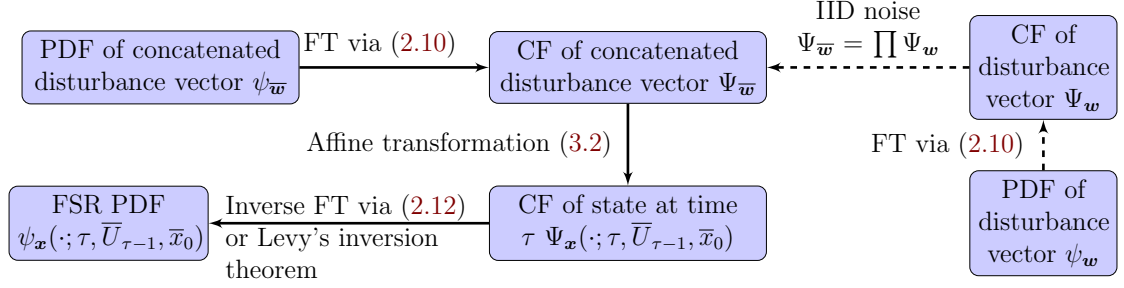 PDF of concatenated
disturbance vector ψ_w̅
FT via (2.10)
CF of concatenated
disturbance vector Ψ_w̅
IID noise
Ψ_w̅ = ∏ Ψ_w
CF of
disturbance
vector Ψ_w
Affine transformation (3.2)
FT via (2.10)
FSR PDF
ψ_x(·; τ, U̅_τ−1, x̅_0)
Inverse FT via (2.12)
or Levy's inversion
theorem
CF of state at time
τ Ψ_x(·; τ, U̅_τ−1, x̅_0)
PDF of
disturbance
vector ψ_w